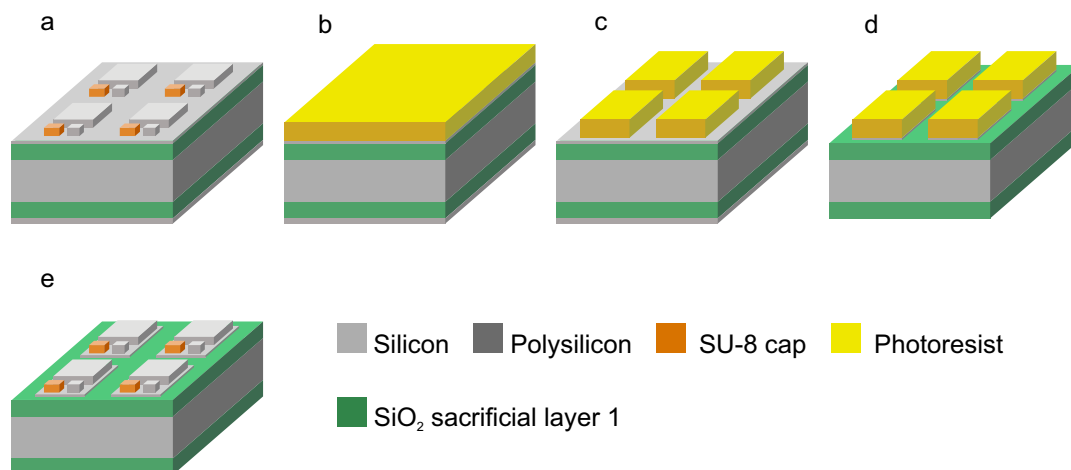 a
b
c
d
e
Silicon
Polysilicon
SU-8 cap
Photoresist
SiO₂ sacrificial layer 1